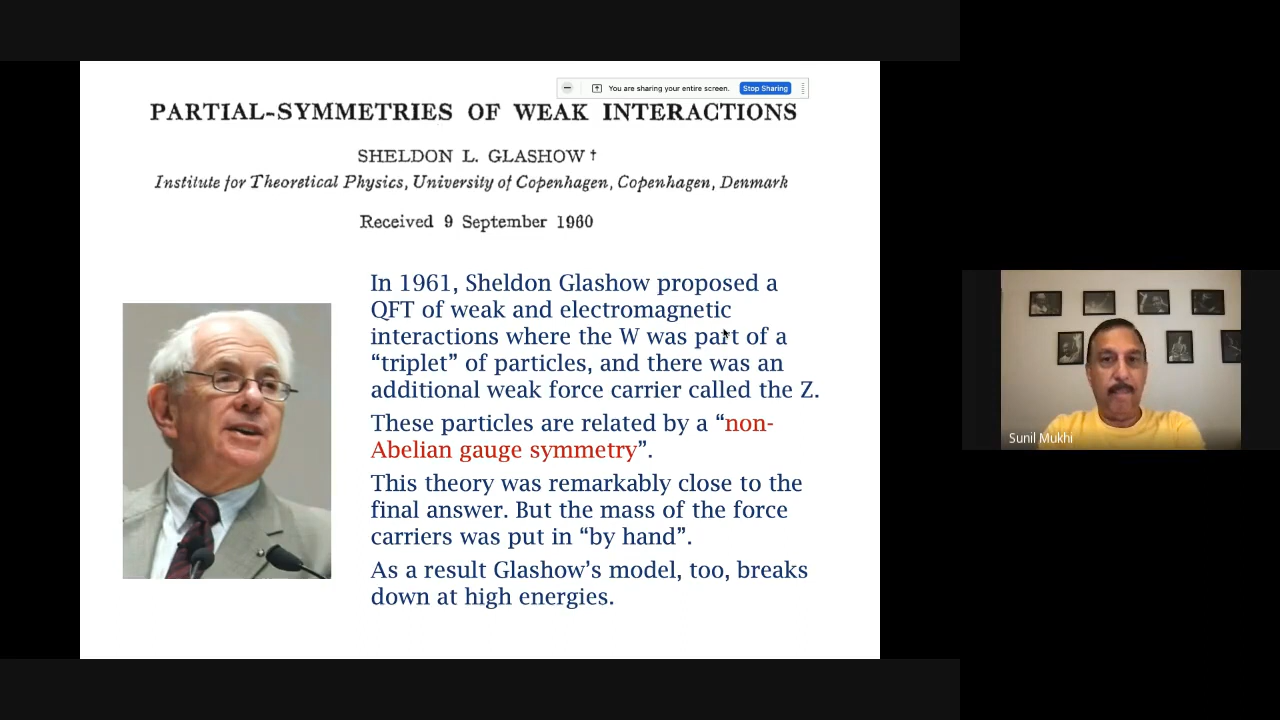 You are sharing your entire screen. Stop Sharing
PARTIAL-SYMMETRIES OF WEAK INTERACTIONS
SHELDON L. GLASHOW †
Institute for Theoretical Physics, University of Copenhagen, Copenhagen, Denmark
Received 9 September 1960
In 1961, Sheldon Glashow proposed a
QFT of weak and electromagnetic
interactions where the W was part of a
“triplet” of particles, and there was an
additional weak force carrier called the Z.
These particles are related by a “non-
Abelian gauge symmetry”.
This theory was remarkably close to the
final answer. But the mass of the force
carriers was put in “by hand”.
As a result Glashow’s model, too, breaks
down at high energies.
Sunil Mukhi